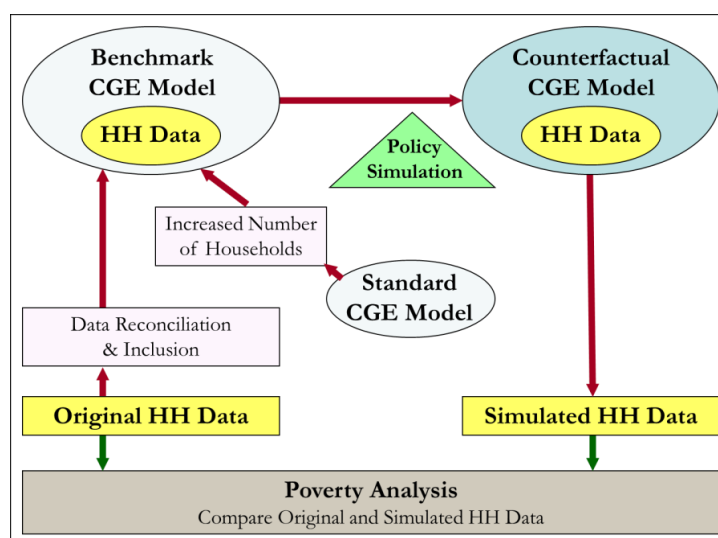 Benchmark
CGE Model
HH Data
Counterfactual
CGE Model
HH Data
Policy
Simulation
Increased Number
of Households
Standard
CGE Model
Data Reconciliation
& Inclusion
Original HH Data
Simulated HH Data
Poverty Analysis
Compare Original and Simulated HH Data